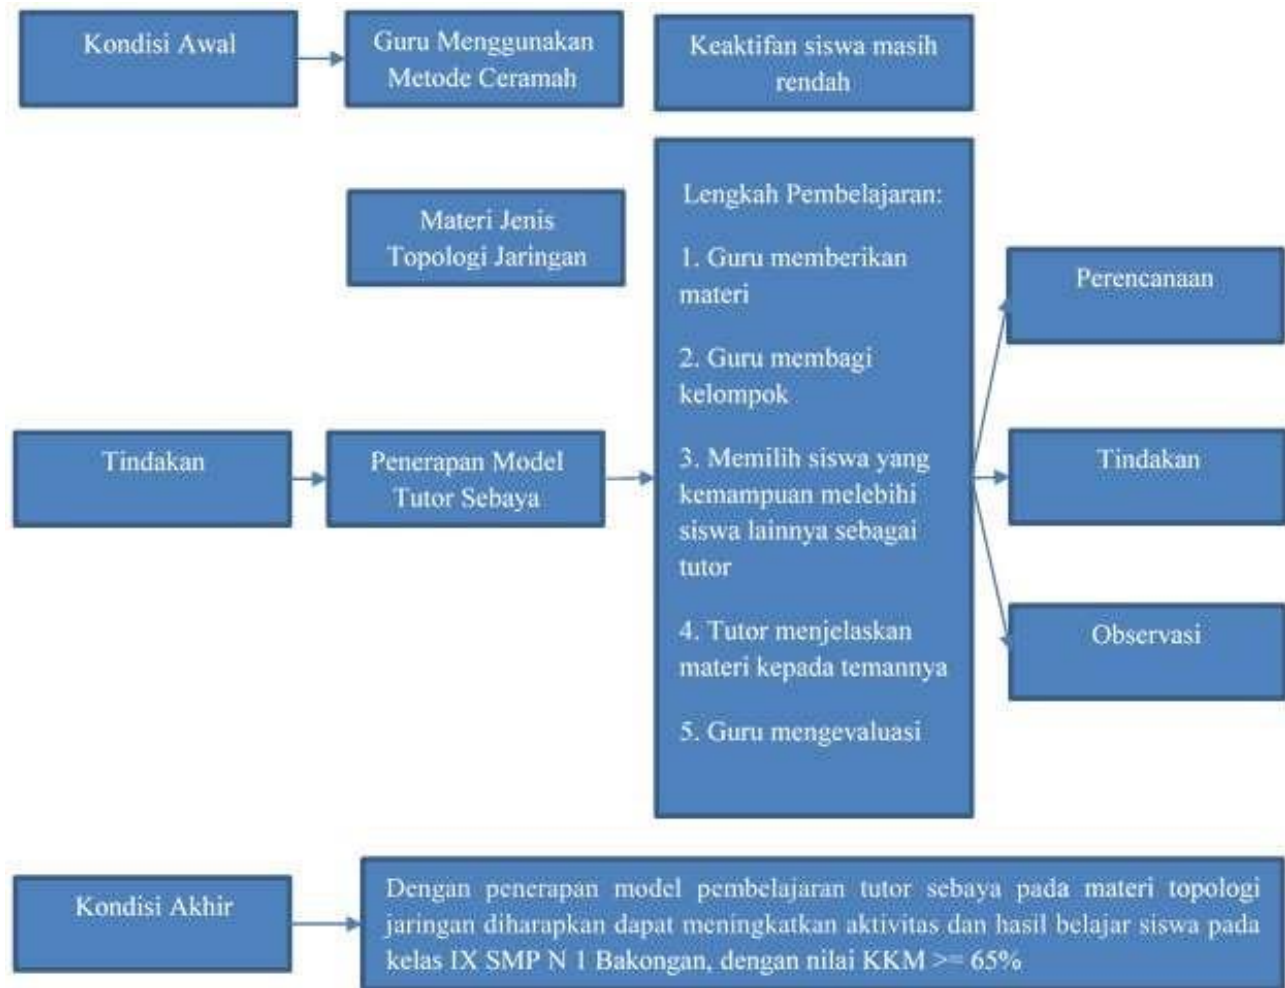 Kondisi Awal
Guru Menggunakan
Metode Ceramah
Keaktifan siswa masih
rendah
Materi Jenis
Topologi Jaringan
Lengkah Pembelajaran:
1. Guru memberikan
materi
2. Guru membagi
kelompok
3. Memilih siswa yang
kemampuan melebihi
siswa lainnya sebagai
tutor
4. Tutor menjelaskan
materi kepada temannya
5. Guru mengevaluasi
Tindakan
Penerapan Model
Tutor Sebaya
Perencanaan
Tindakan
Observasi
Kondisi Akhir
Dengan penerapan model pembelajaran tutor sebaya pada materi topologi
jaringan diharapkan dapat meningkatkan aktivitas dan hasil belajar siswa pada
kelas IX SMP N 1 Bakongan, dengan nilai KKM >= 65%